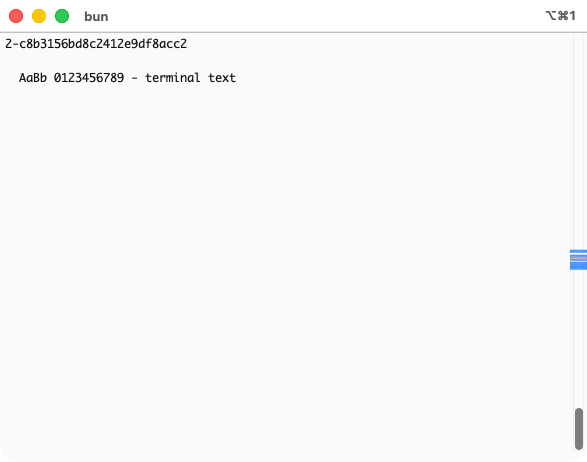 bun
⌥⌘1
2-c8b3156bd8c2412e9df8acc2
AaBb 0123456789 - terminal text